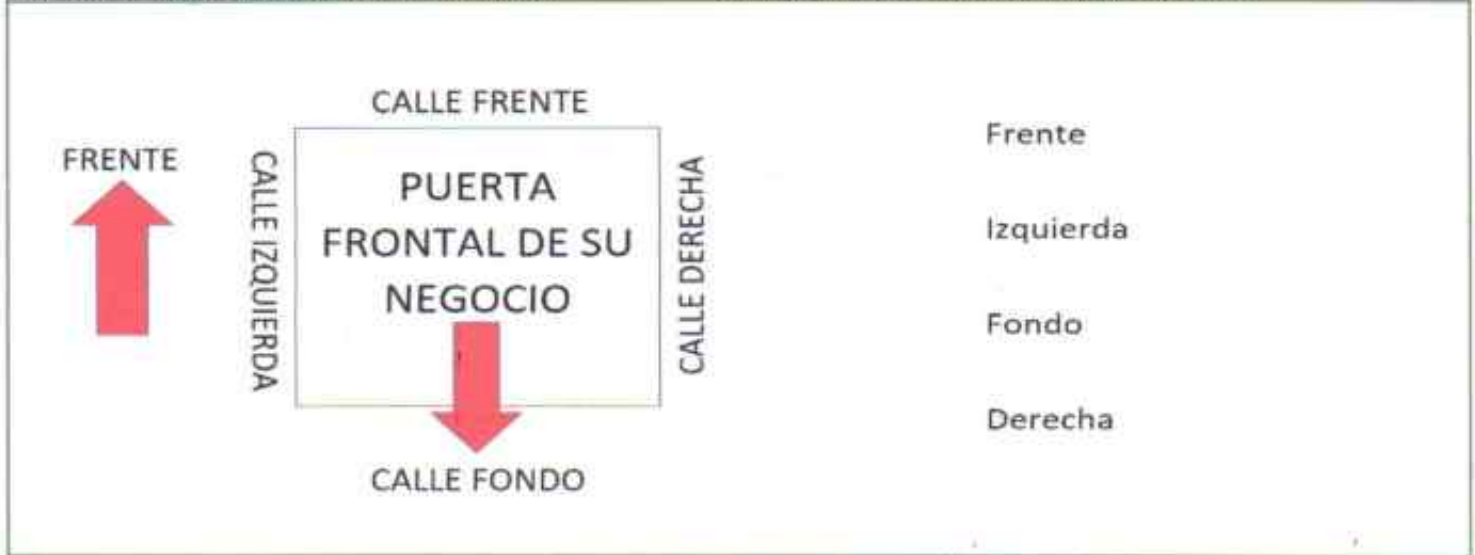 CALLE FRENTE
FRENTE
CALLE IZQUIERDA
PUERTA
FRONTAL DE SU
NEGOCIO
CALLE DERECHA
CALLE FONDO
Frente
Izquierda
Fondo
Derecha